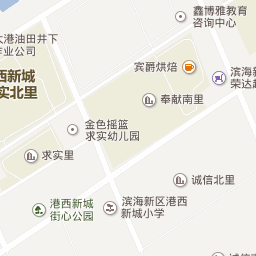 鑫博雅教育
咨询中心
大港油田井下
作业公司
宾爵烘焙
西新城
实北里
滨海新
荣达超
奉献南里
金色摇篮
求实幼儿园
求实里
诚信北里
港西新城
街心公园
滨海新区港西
新城小学
诚信